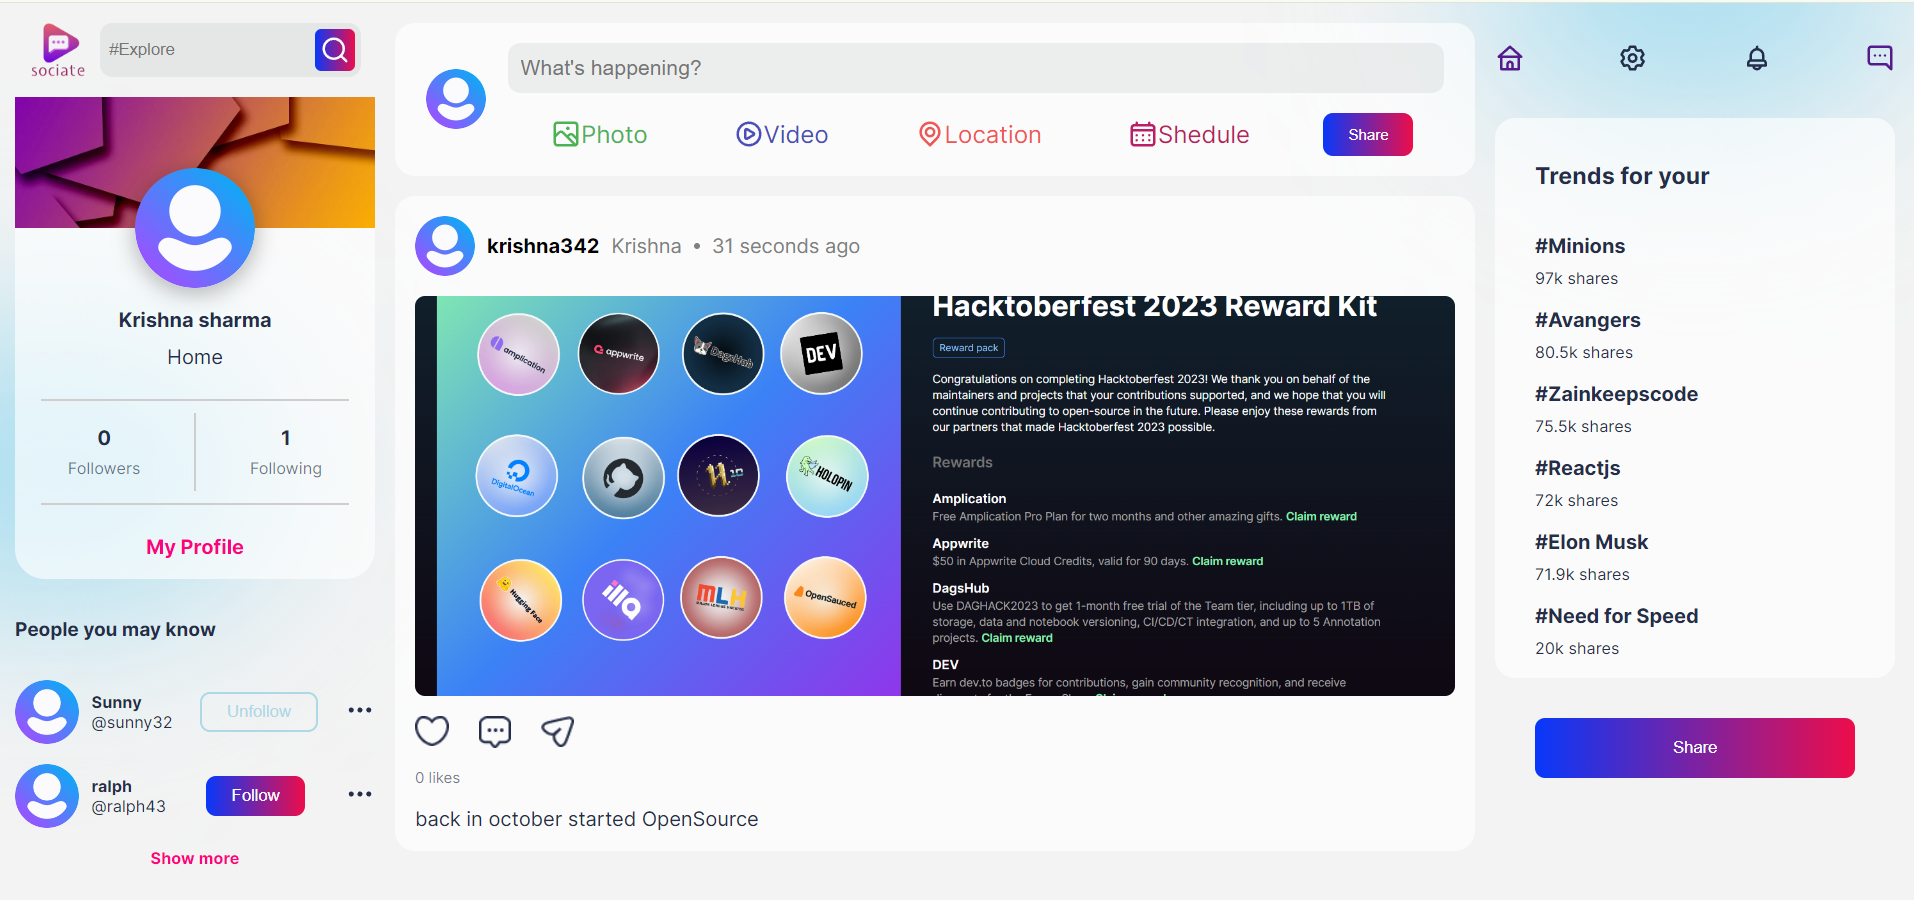 sociate
#Explore
Krishna sharma
Home
0
Followers
1
Following
My Profile
People you may know
Sunny
@sunny32
Unfollow
ralph
@ralph43
Follow
Show more
What's happening?
Photo
Video
Location
Shedule
Share
krishna342 Krishna • 31 seconds ago
amplication
appwrite
DagsHub
DEV
DigitalOcean
HOLOPIN
Hugging Face
illa
MLH
OpenSauced
Hacktoberfest 2023 Reward Kit
Reward pack
Congratulations on completing Hacktoberfest 2023! We thank you on behalf of the
maintainers and projects that your contributions supported, and we hope that you will
continue contributing to open-source in the future. Please enjoy these rewards from
our partners that made Hacktoberfest 2023 possible.
Rewards
Amplication
Free Amplication Pro Plan for two months and other amazing gifts. Claim reward
Appwrite
$50 in Appwrite Cloud Credits, valid for 90 days. Claim reward
DagsHub
Use DAGHACK2023 to get 1-month free trial of the Team tier, including up to 1TB of
storage, data and notebook versioning, CI/CD/CT integration, and up to 5 Annotation
projects. Claim reward
DEV
Earn dev.to badges for contributions, gain community recognition, and receive
0 likes
back in october started OpenSource
Trends for your
#Minions
97k shares
#Avangers
80.5k shares
#Zainkeepscode
75.5k shares
#Reactjs
72k shares
#Elon Musk
71.9k shares
#Need for Speed
20k shares
Share